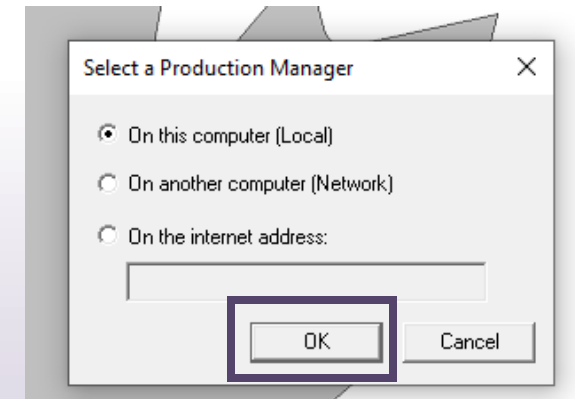 Select a Production Manager
On this computer (Local)
On another computer (Network)
On the internet address:
OK Cancel